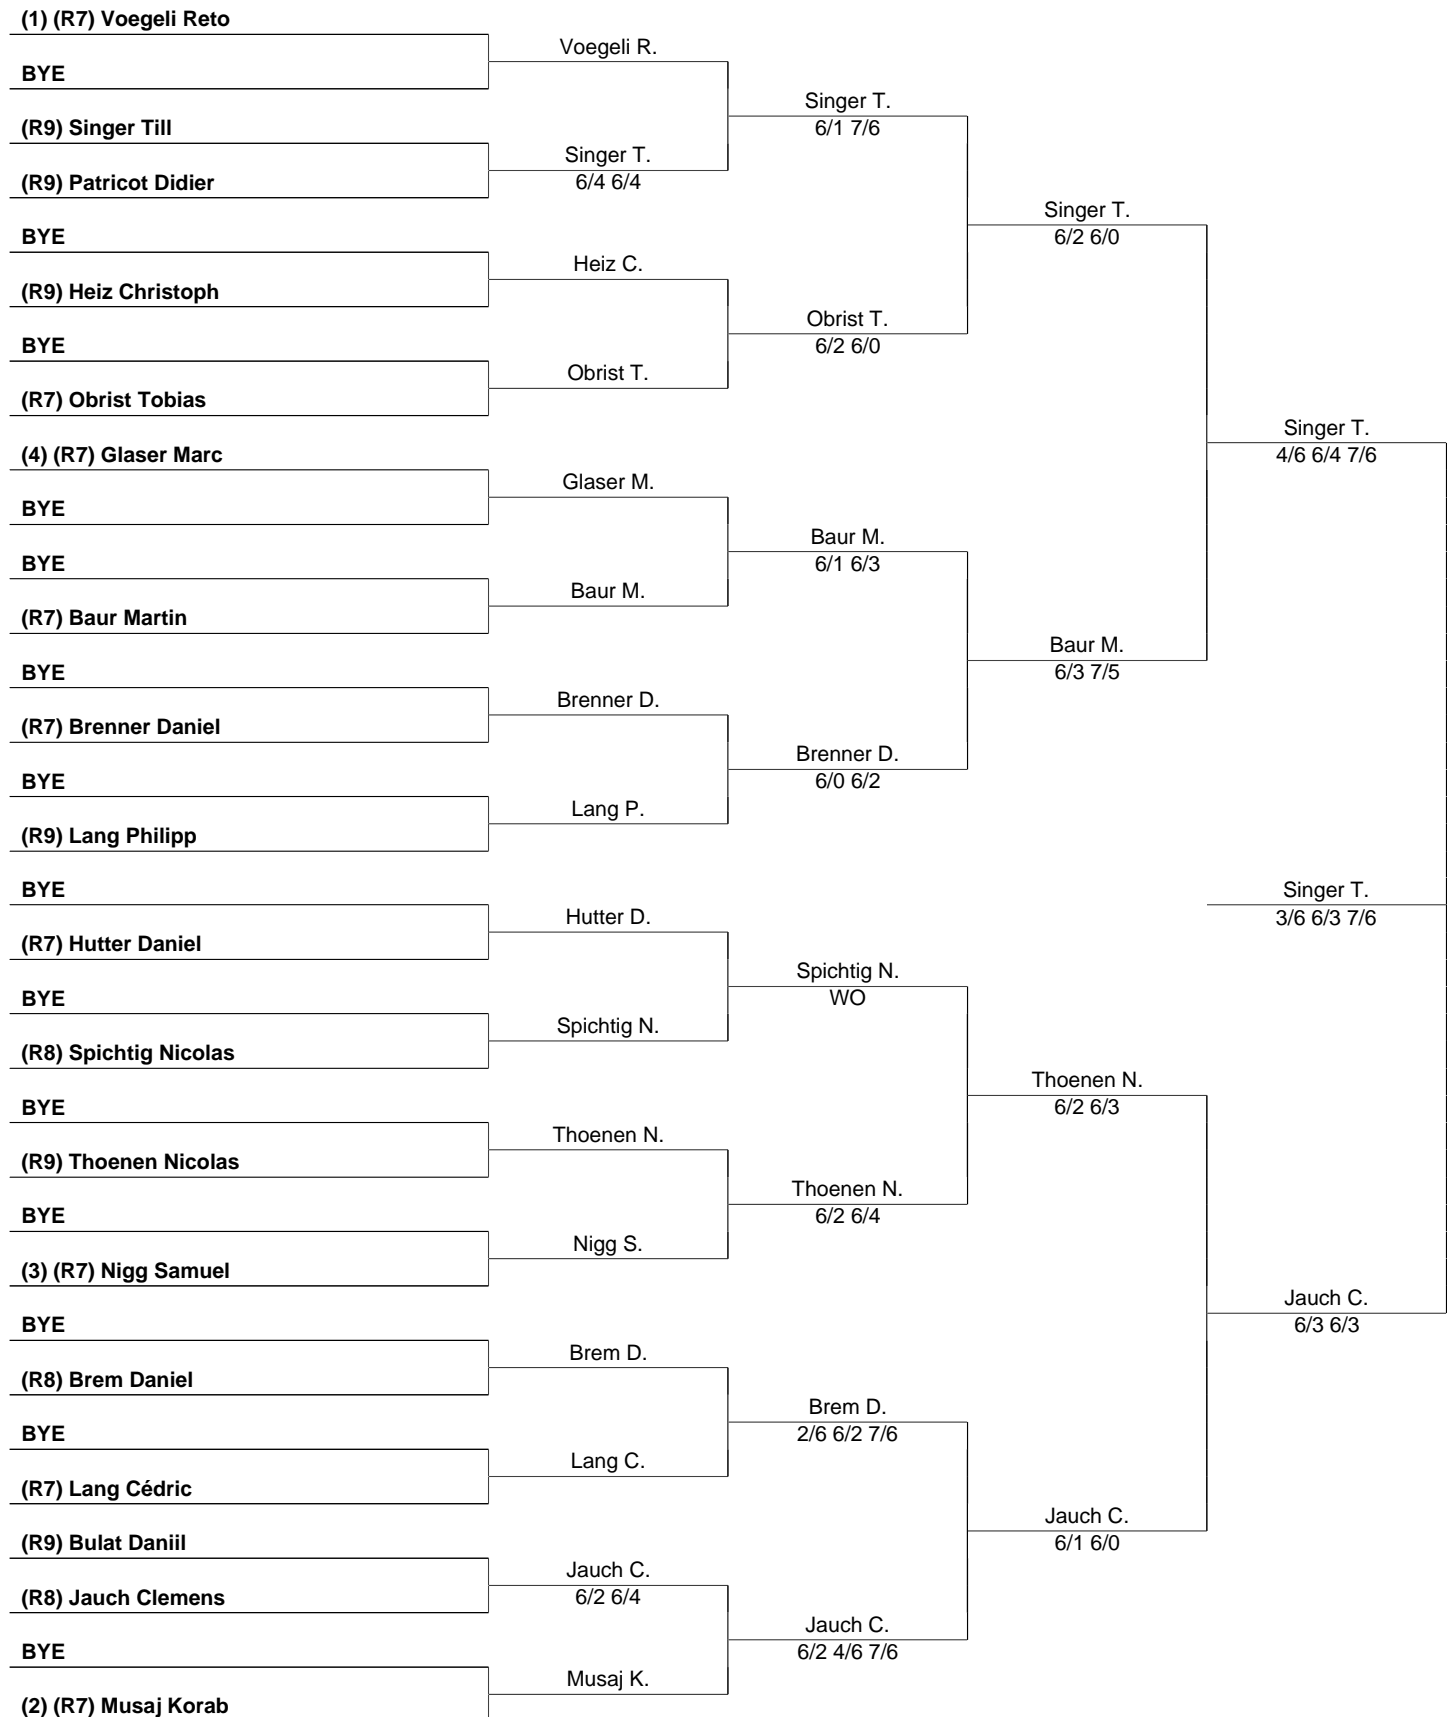 (1) (R7) Voegeli Reto
Voegeli R.
BYE
Singer T.
6/1 7/6
(R9) Singer Till
Singer T.
6/4 6/4
(R9) Patricot Didier
Singer T.
6/2 6/0
BYE
Heiz C.
(R9) Heiz Christoph
Obrist T.
6/2 6/0
BYE
Obrist T.
(R7) Obrist Tobias
Singer T.
4/6 6/4 7/6
(4) (R7) Glaser Marc
Glaser M.
BYE
Baur M.
6/1 6/3
BYE
Baur M.
(R7) Baur Martin
Baur M.
6/3 7/5
BYE
Brenner D.
(R7) Brenner Daniel
Brenner D.
6/0 6/2
BYE
Lang P.
(R9) Lang Philipp
BYE
Singer T.
3/6 6/3 7/6
Hutter D.
(R7) Hutter Daniel
Spichtig N.
WO
BYE
Spichtig N.
(R8) Spichtig Nicolas
Thoenen N.
6/2 6/3
BYE
Thoenen N.
(R9) Thoenen Nicolas
Thoenen N.
6/2 6/4
BYE
Nigg S.
(3) (R7) Nigg Samuel
Jauch C.
6/3 6/3
BYE
Brem D.
(R8) Brem Daniel
Brem D.
2/6 6/2 7/6
BYE
Lang C.
(R7) Lang Cédric
Jauch C.
6/1 6/0
(R9) Bulat Daniil
Jauch C.
6/2 6/4
(R8) Jauch Clemens
Jauch C.
6/2 4/6 7/6
BYE
Musaj K.
(2) (R7) Musaj Korab